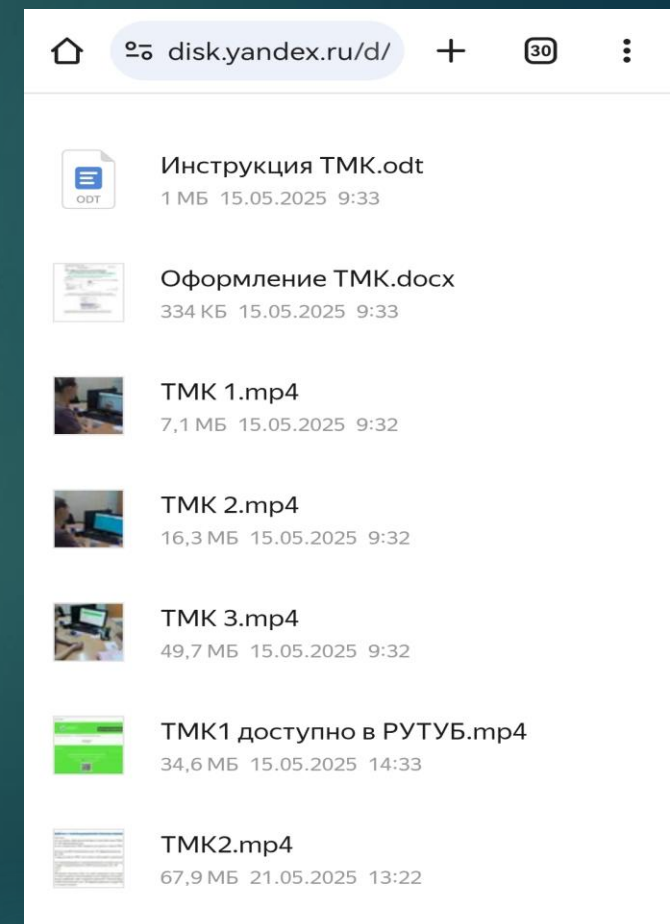 disk.yandex.ru/d/
30
Инструкция ТМК.odt
ODT
1 МБ 15.05.2025 9:33
Оформление ТМК.docx
334 КБ 15.05.2025 9:33
ТМК 1.mp4
7,1 МБ 15.05.2025 9:32
ТМК 2.mp4
16,3 МБ 15.05.2025 9:32
ТМК 3.mp4
49,7 МБ 15.05.2025 9:32
ТМК1 доступно в РУТУБ.mp4
34,6 МБ 15.05.2025 14:33
ТМК2.mp4
67,9 МБ 21.05.2025 13:22